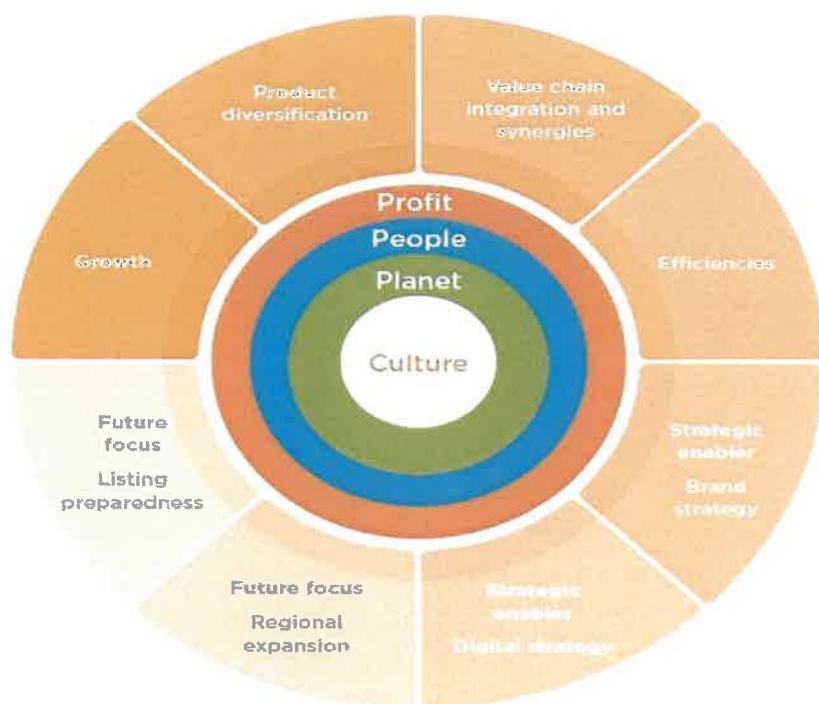 Product
diversification
Value chain
integration and
synergies
Growth
Efficiencies
Profit
People
Planet
Culture
Future
focus
Listing
preparedness
Strategic
enabler
Brand
strategy
Future focus
Regional
expansion
Strategic
enabler
Digital strategy